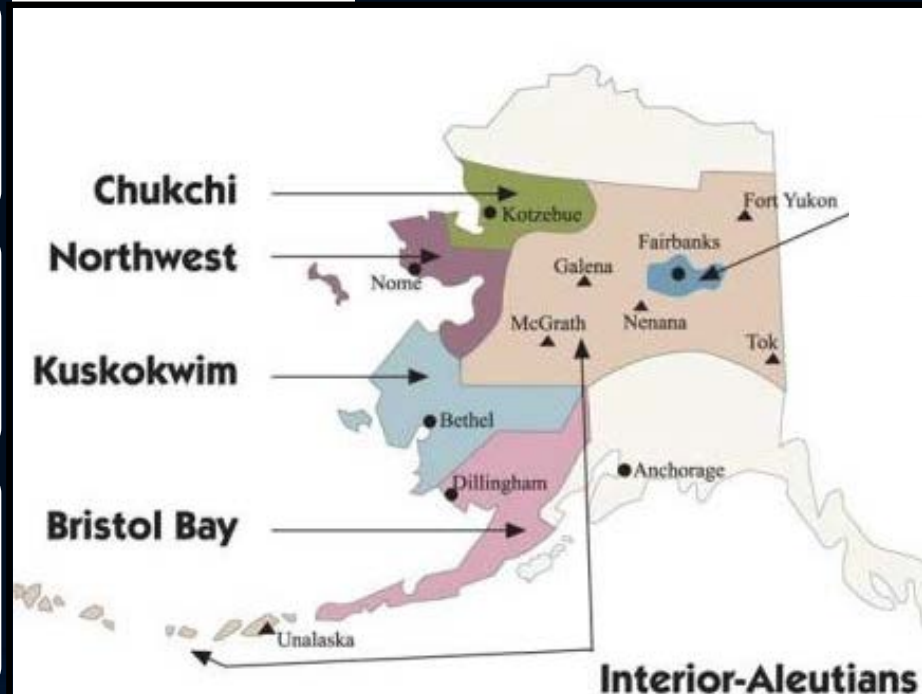 Chukchi
Kotzebue
Fort Yukon
Northwest
Fairbanks
Galena
Nome
McGrath
Nenana
Tok
Kuskokwim
Bethel
Anchorage
Dillingham
Bristol Bay
Unalaska
Interior-Aleutians